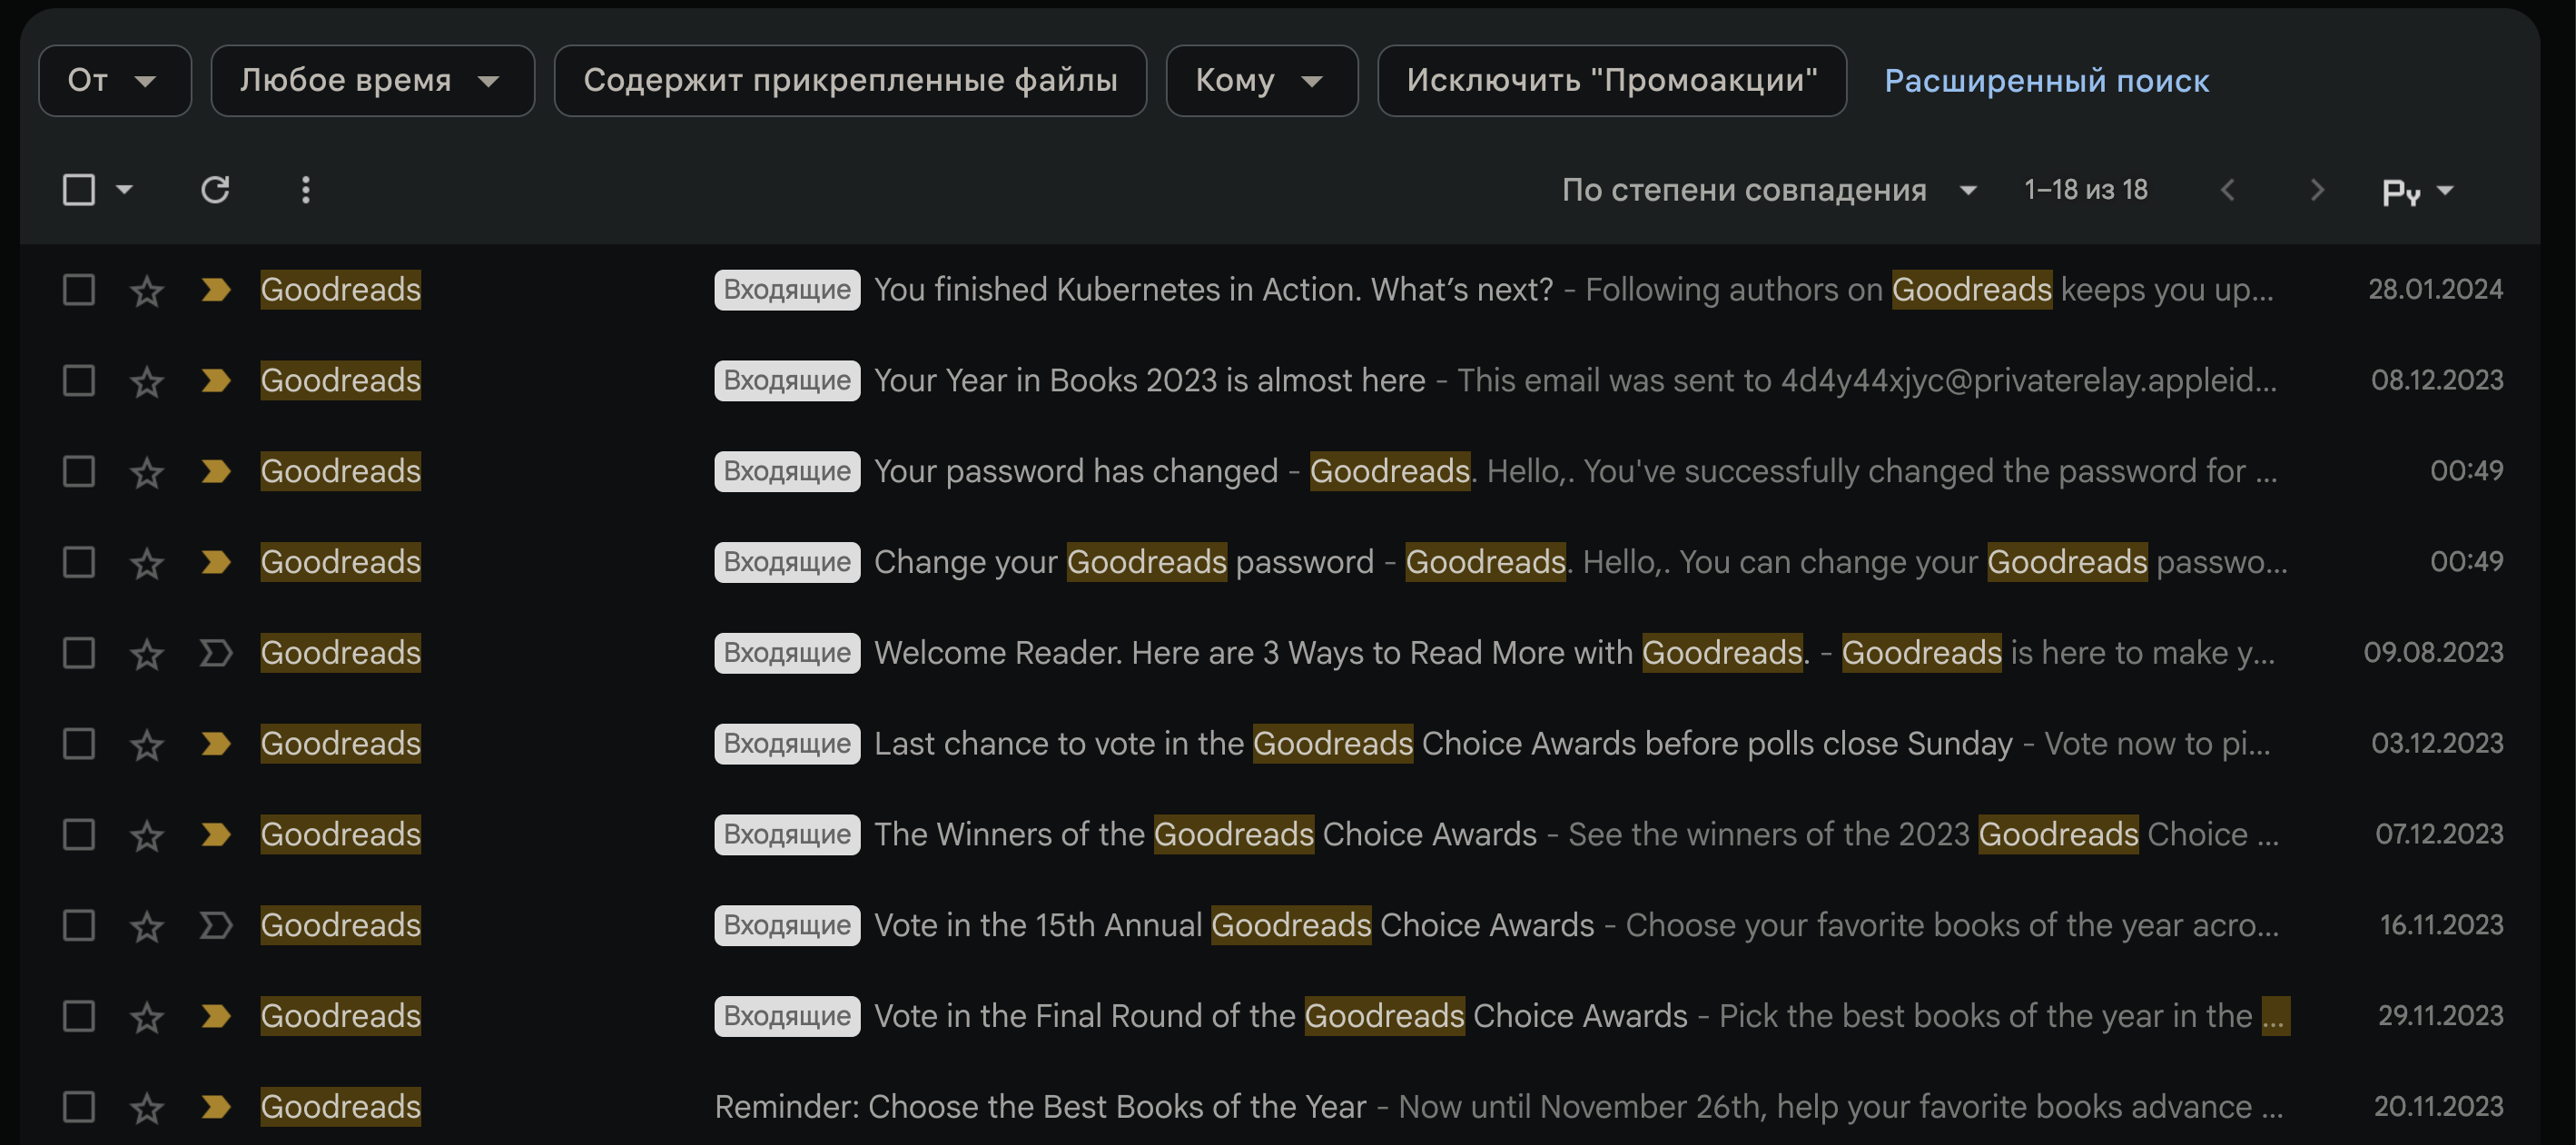 От Любое время Содержит прикрепленные файлы Кому Исключить "Промоакции" Расширенный поиск
По степени совпадения 1–18 из 18 Ру
Goodreads Входящие You finished Kubernetes in Action. What’s next? - Following authors on Goodreads keeps you up... 28.01.2024
Goodreads Входящие Your Year in Books 2023 is almost here - This email was sent to 4d4y44xjyc@privaterelay.appleid... 08.12.2023
Goodreads Входящие Your password has changed - Goodreads. Hello,. You've successfully changed the password for ... 00:49
Goodreads Входящие Change your Goodreads password - Goodreads. Hello,. You can change your Goodreads passwo... 00:49
Goodreads Входящие Welcome Reader. Here are 3 Ways to Read More with Goodreads. - Goodreads is here to make y... 09.08.2023
Goodreads Входящие Last chance to vote in the Goodreads Choice Awards before polls close Sunday - Vote now to pi... 03.12.2023
Goodreads Входящие The Winners of the Goodreads Choice Awards - See the winners of the 2023 Goodreads Choice ... 07.12.2023
Goodreads Входящие Vote in the 15th Annual Goodreads Choice Awards - Choose your favorite books of the year acro... 16.11.2023
Goodreads Входящие Vote in the Final Round of the Goodreads Choice Awards - Pick the best books of the year in the ... 29.11.2023
Goodreads Reminder: Choose the Best Books of the Year - Now until November 26th, help your favorite books advance ... 20.11.2023